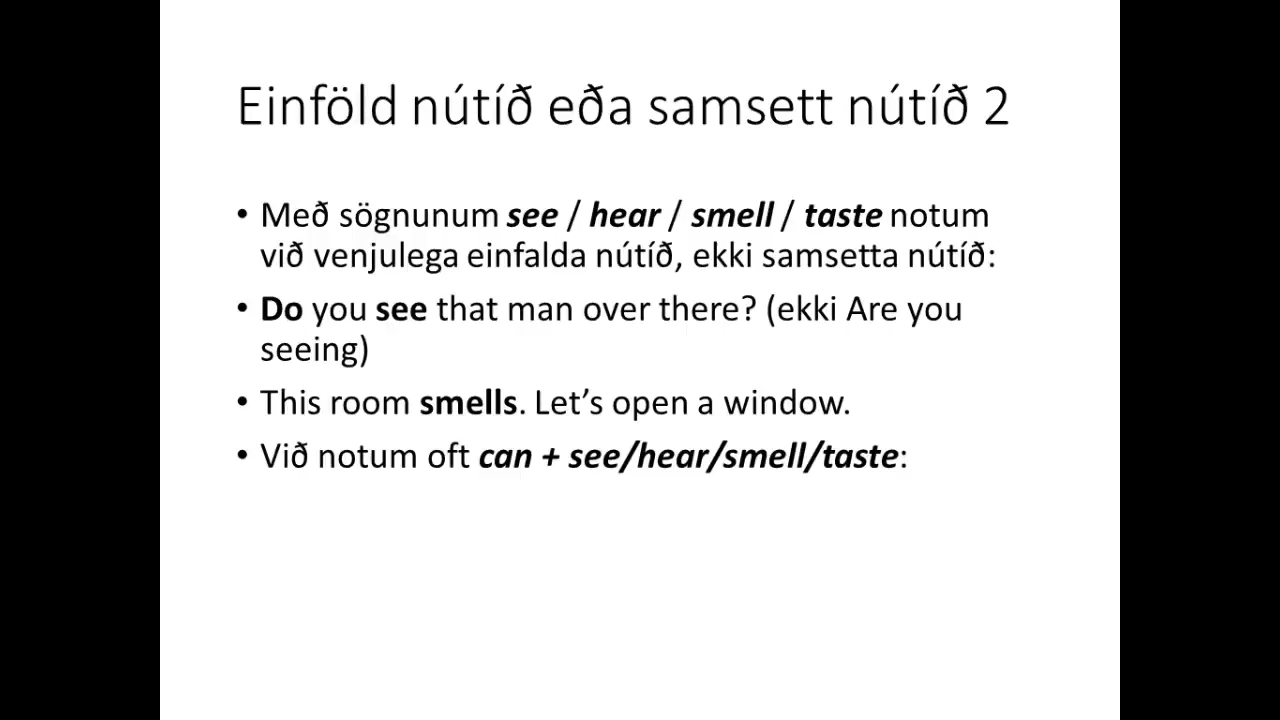 Einföld nútíð eða samsett nútíð 2
• Með sögnunum see / hear / smell / taste notum
við venjulega einfalda nútíð, ekki samsetta nútíð:
• Do you see that man over there? (ekki Are you
seeing)
• This room smells. Let’s open a window.
• Við notum oft can + see/hear/smell/taste: